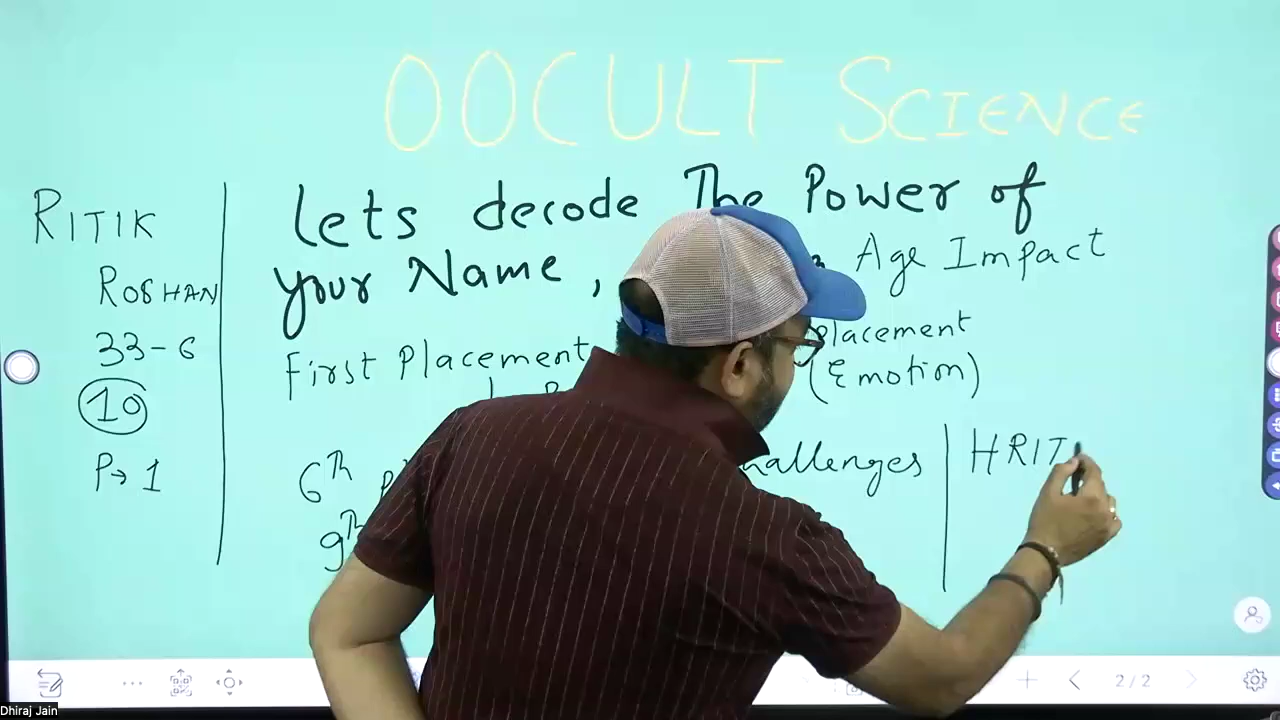 OOCULT SCIENCE
RITIK
ROSHAN
33-6
10
P→1
Lets decode The Power of
your Name, Age Impact
First Placement Placement
(Emotion)
6th challenges
9th
HRIT
2/2
Dhiraj Jain